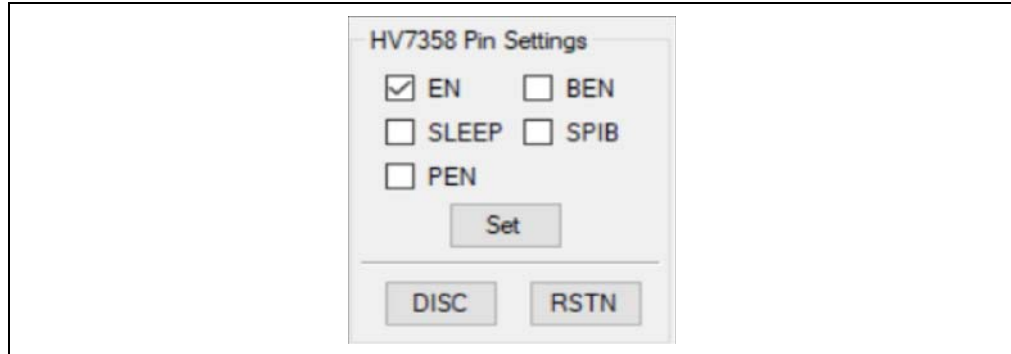 HV7358 Pin Settings
EN BEN
SLEEP SPIB
PEN
Set
DISC RSTN